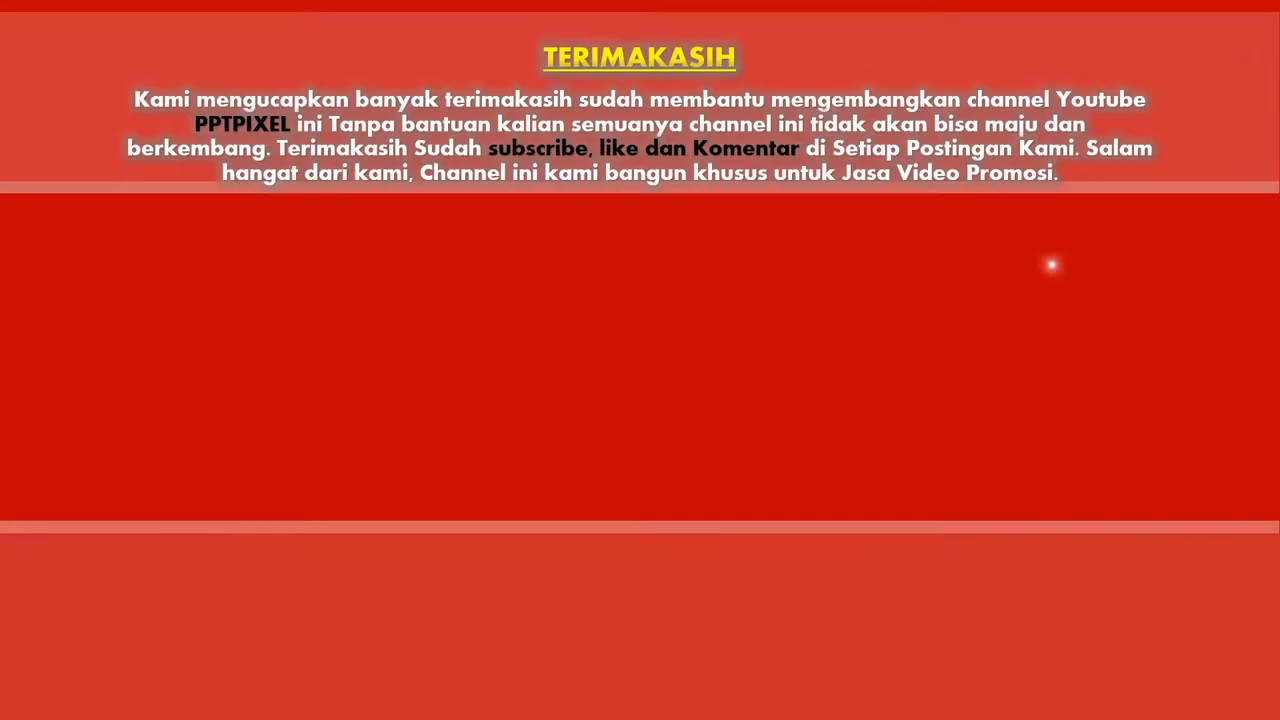 TERIMAKASIH
Kami mengucapkan banyak terimakasih sudah membantu mengembangkan channel Youtube
PPTPIXEL ini Tanpa bantuan kalian semuanya channel ini tidak akan bisa maju dan
berkembang. Terimakasih Sudah subscribe, like dan Komentar di Setiap Postingan Kami. Salam
hangat dari kami, Channel ini kami bangun khusus untuk Jasa Video Promosi.